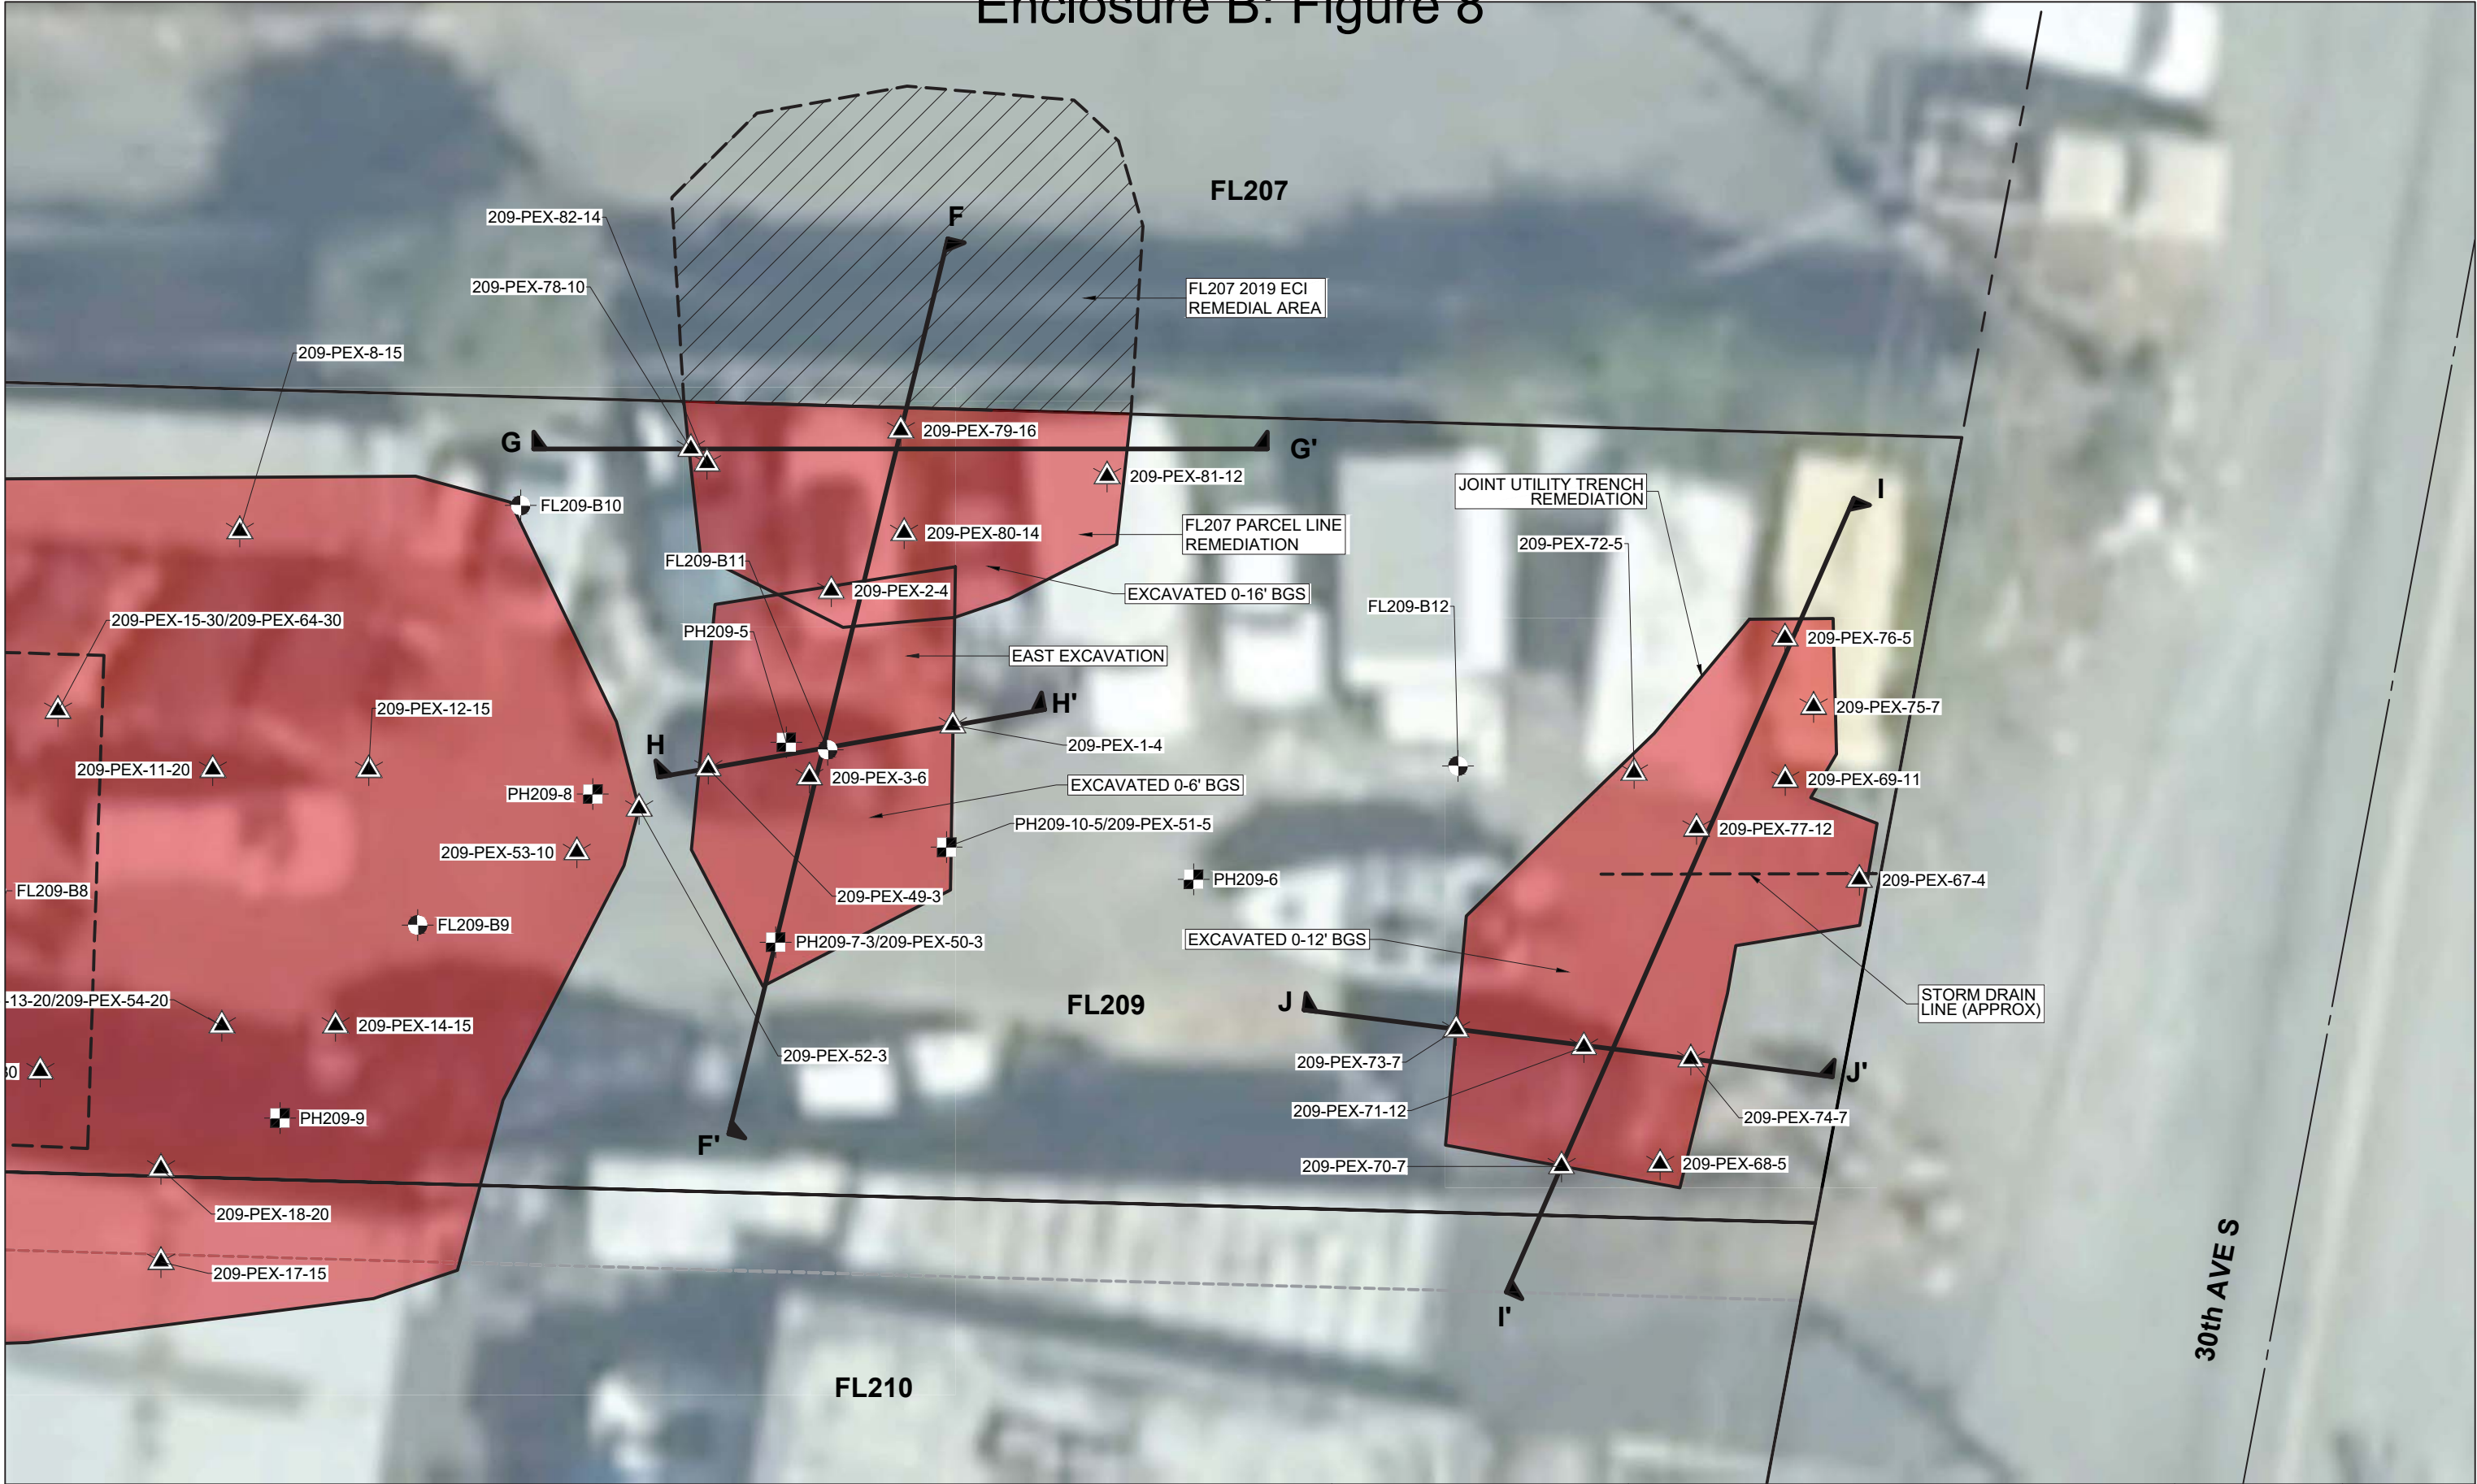 Enclosure B: Figure 8
FL207
F
209-PEX-82-14
209-PEX-78-10
FL207 2019 ECI
REMEDIAL AREA
209-PEX-8-15
G
209-PEX-79-16
G'
209-PEX-81-12
JOINT UTILITY TRENCH
REMEDIATION
I
FL209-B10
209-PEX-80-14
FL207 PARCEL LINE
REMEDIATION
209-PEX-72-5
FL209-B11
209-PEX-2-4
EXCAVATED 0-16' BGS
FL209-B12
209-PEX-15-30/209-PEX-64-30
PH209-5
209-PEX-76-5
EAST EXCAVATION
209-PEX-12-15
H'
209-PEX-75-7
H
209-PEX-1-4
209-PEX-11-20
209-PEX-3-6
209-PEX-69-11
EXCAVATED 0-6' BGS
PH209-8
PH209-10-5/209-PEX-51-5
209-PEX-77-12
209-PEX-53-10
PH209-6
209-PEX-67-4
FL209-B8
209-PEX-49-3
FL209-B9
PH209-7-3/209-PEX-50-3
EXCAVATED 0-12' BGS
-13-20/209-PEX-54-20
FL209
J
STORM DRAIN
LINE (APPROX)
209-PEX-14-15
209-PEX-52-3
209-PEX-73-7
J'
30
PH209-9
209-PEX-71-12
209-PEX-74-7
F'
209-PEX-70-7
209-PEX-68-5
209-PEX-18-20
209-PEX-17-15
I'
30th AVE S
FL210